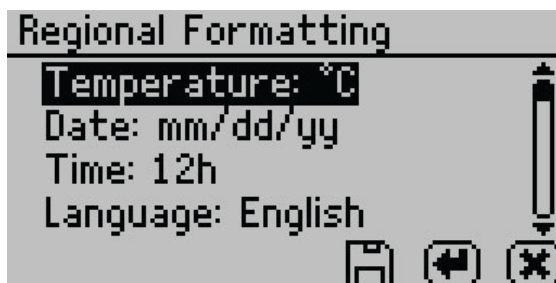 Regional Formatting
Temperature: °C
Date: mm/dd/yy
Time: 12h
Language: English